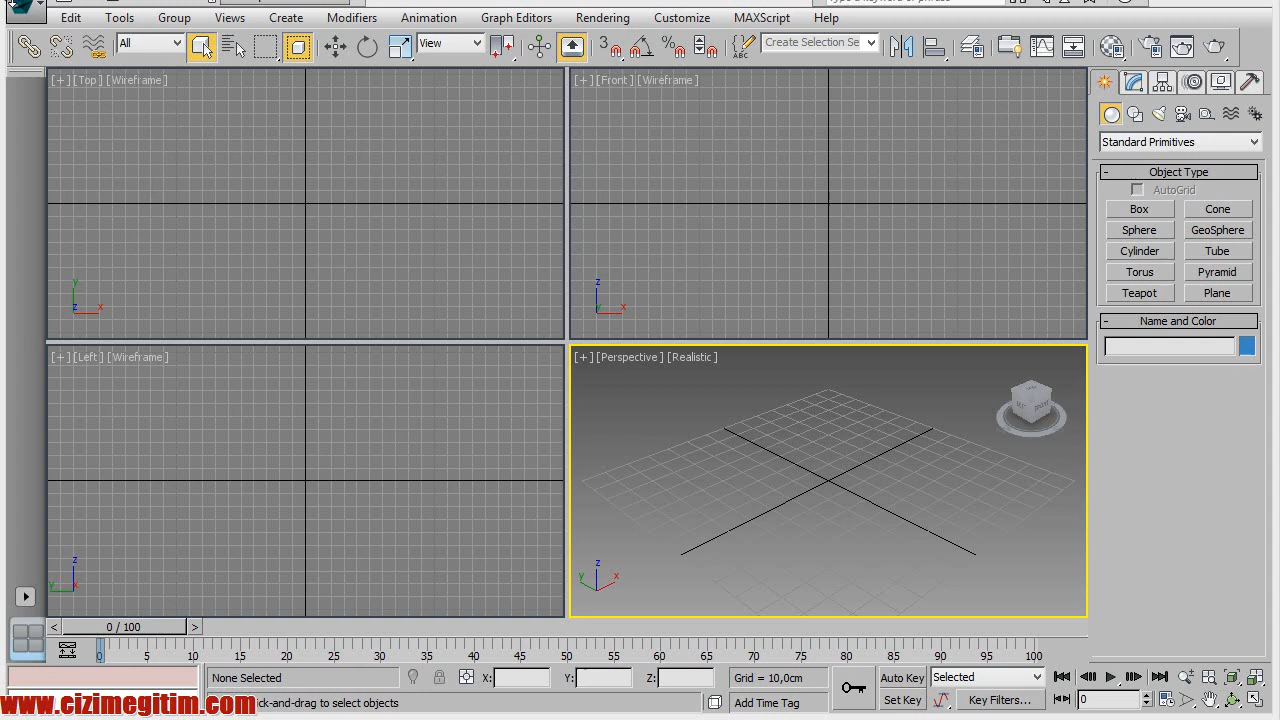 Edit Tools Group Views Create Modifiers Animation Graph Editors Rendering Customize MAXScript Help
All View 3 % ABC Create Selection Se
[+][Top][Wireframe]
y
z x
[+][Front][Wireframe]
z
y x
[+][Left][Wireframe]
z
y x
[+][Perspective][Realistic]
z
y x
Standard Primitives
- Object Type
AutoGrid
Box Cone
Sphere GeoSphere
Cylinder Tube
Torus Pyramid
Teapot Plane
- Name and Color
< 0 / 100 >
0 5 10 15 20 25 30 35 40 45 50 55 60 65 70 75 80 85 90 95 100
None Selected X: Y: Z: Grid = 10,0cm Auto Key Selected
www.cizimegitim.com ck-and-drag to select objects Add Time Tag Set Key Key Filters... 0